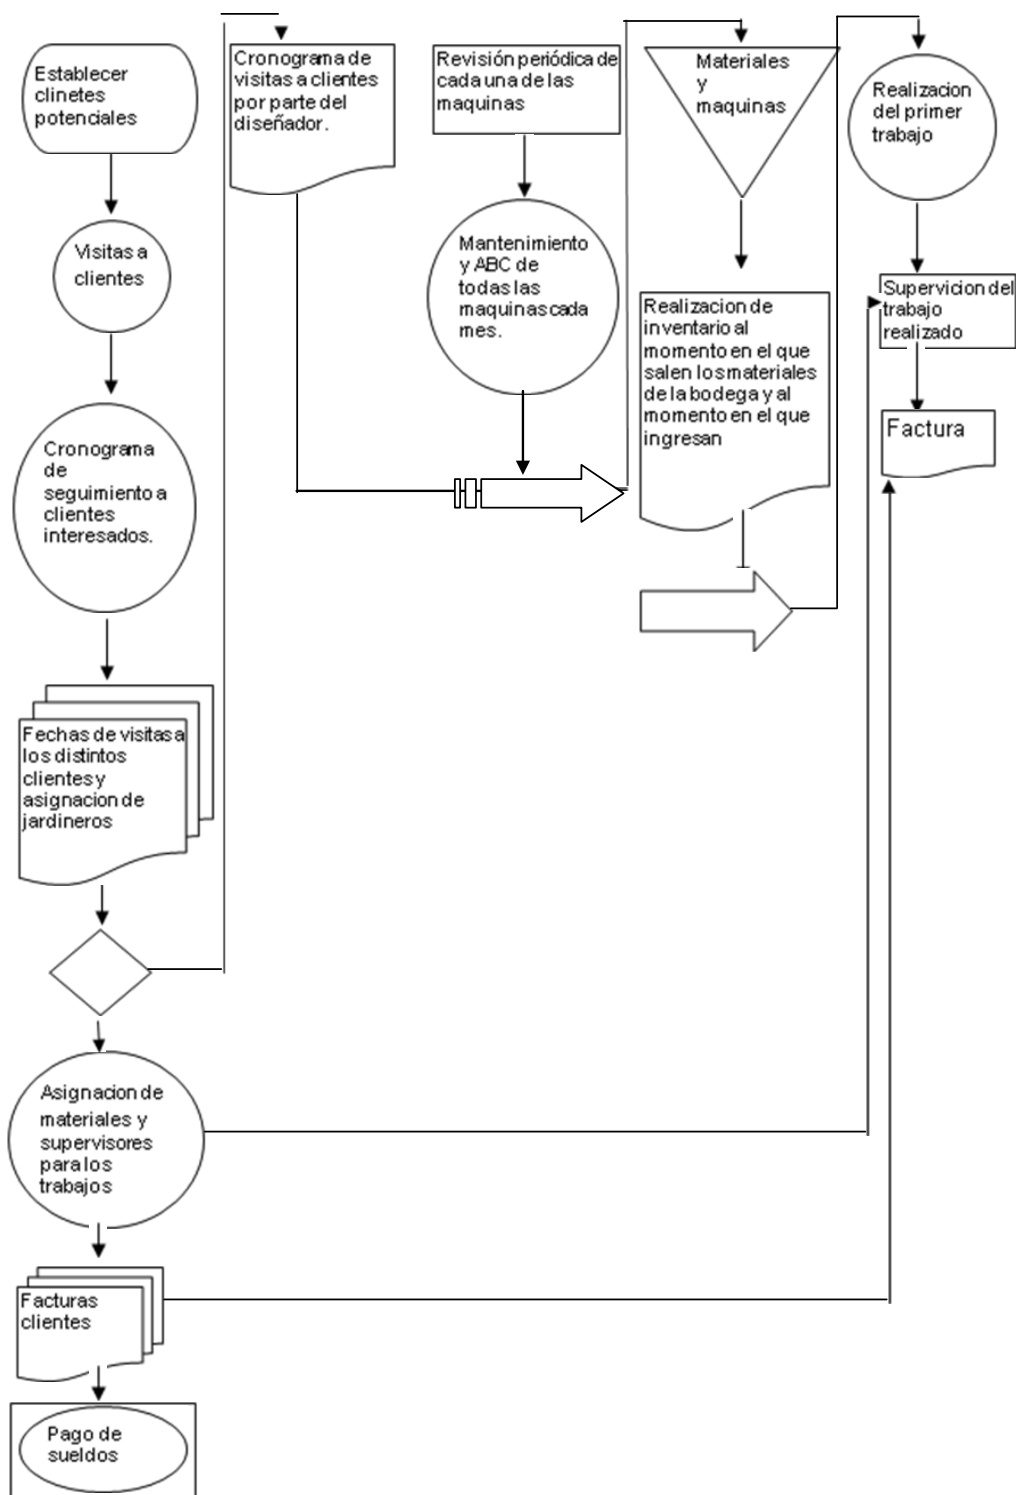 Establecer
clinetes
potenciales
Visitas a
clientes
Cronograma
de
seguimiento a
clientes
interesados.
Fechas de visitas a
los distintos
clientes y
asignacion de
jardineros
Asignacion de
materiales y
supervisores
para los
trabajos
Facturas
clientes
Pago de
sueldos
Cronograma de
visitas a clientes
por parte del
diseñador.
Revisión periódica de
cada una de las
maquinas
Mantenimiento
y ABC de
todas las
maquinas cada
mes.
Materiales
y
maquinas
Realizacion de
inventario al
momento en el que
salen los materiales
de la bodega y al
momento en el que
ingresan
Realizacion
del primer
trabajo
Supervicion del
trabajo
realizado
Factura